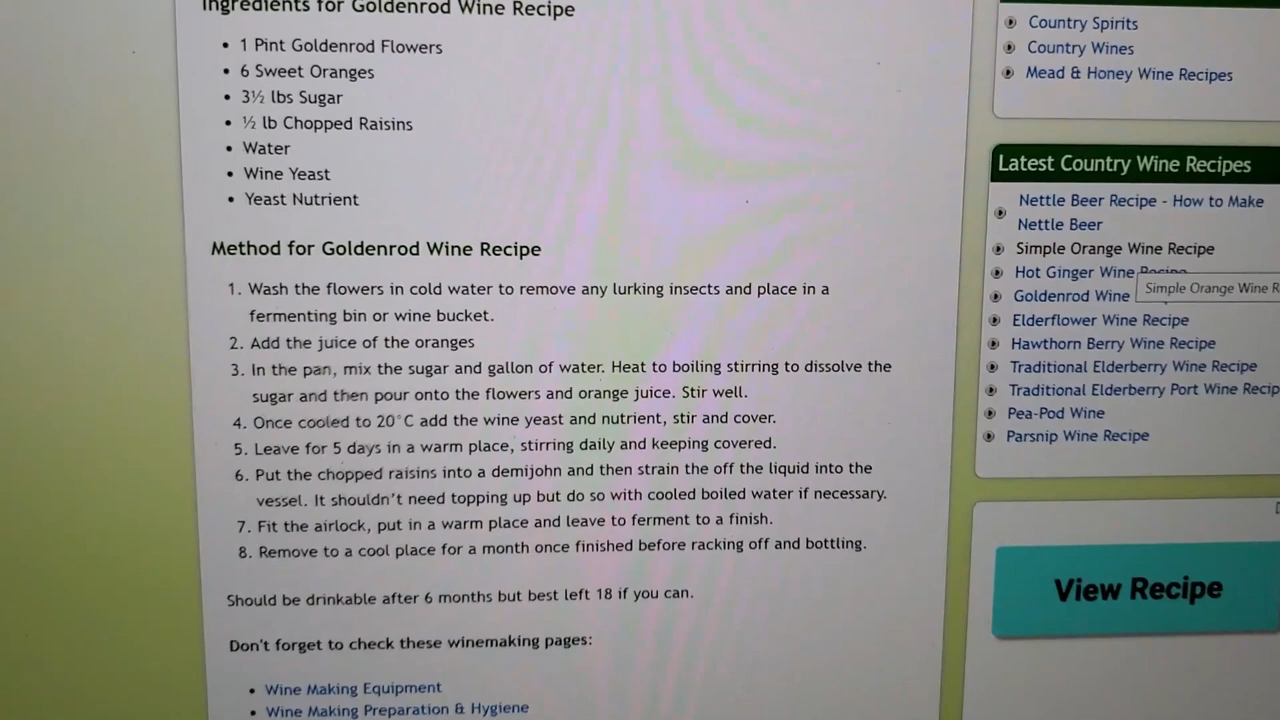 Ingredients for Goldenrod Wine Recipe
• 1 Pint Goldenrod Flowers
• 6 Sweet Oranges
• 3½ lbs Sugar
• ½ lb Chopped Raisins
• Water
• Wine Yeast
• Yeast Nutrient
Method for Goldenrod Wine Recipe
1. Wash the flowers in cold water to remove any lurking insects and place in a
fermenting bin or wine bucket.
2. Add the juice of the oranges
3. In the pan, mix the sugar and gallon of water. Heat to boiling stirring to dissolve the
sugar and then pour onto the flowers and orange juice. Stir well.
4. Once cooled to 20°C add the wine yeast and nutrient, stir and cover.
5. Leave for 5 days in a warm place, stirring daily and keeping covered.
6. Put the chopped raisins into a demijohn and then strain the off the liquid into the
vessel. It shouldn't need topping up but do so with cooled boiled water if necessary.
7. Fit the airlock, put in a warm place and leave to ferment to a finish.
8. Remove to a cool place for a month once finished before racking off and bottling.
Should be drinkable after 6 months but best left 18 if you can.
Don't forget to check these winemaking pages:
• Wine Making Equipment
• Wine Making Preparation & Hygiene
Country Spirits
Country Wines
Mead & Honey Wine Recipes
Latest Country Wine Recipes
Nettle Beer Recipe - How to Make
Nettle Beer
Simple Orange Wine Recipe
Hot Ginger Wine Recipe
Simple Orange Wine R
Goldenrod Wine
Elderflower Wine Recipe
Hawthorn Berry Wine Recipe
Traditional Elderberry Wine Recipe
Traditional Elderberry Port Wine Recip
Pea-Pod Wine
Parsnip Wine Recipe
View Recipe